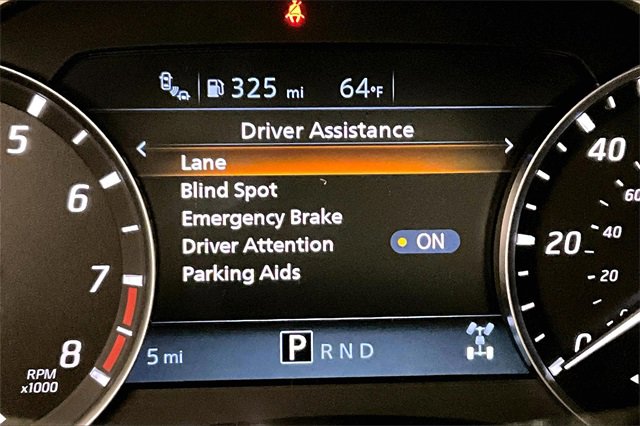 325 mi 64°F
Driver Assistance
Lane
Blind Spot
Emergency Brake
Driver Attention ON
Parking Aids
5 mi P R N D
5
6
7
8
RPM
x1000
40
60
20
40
20
0